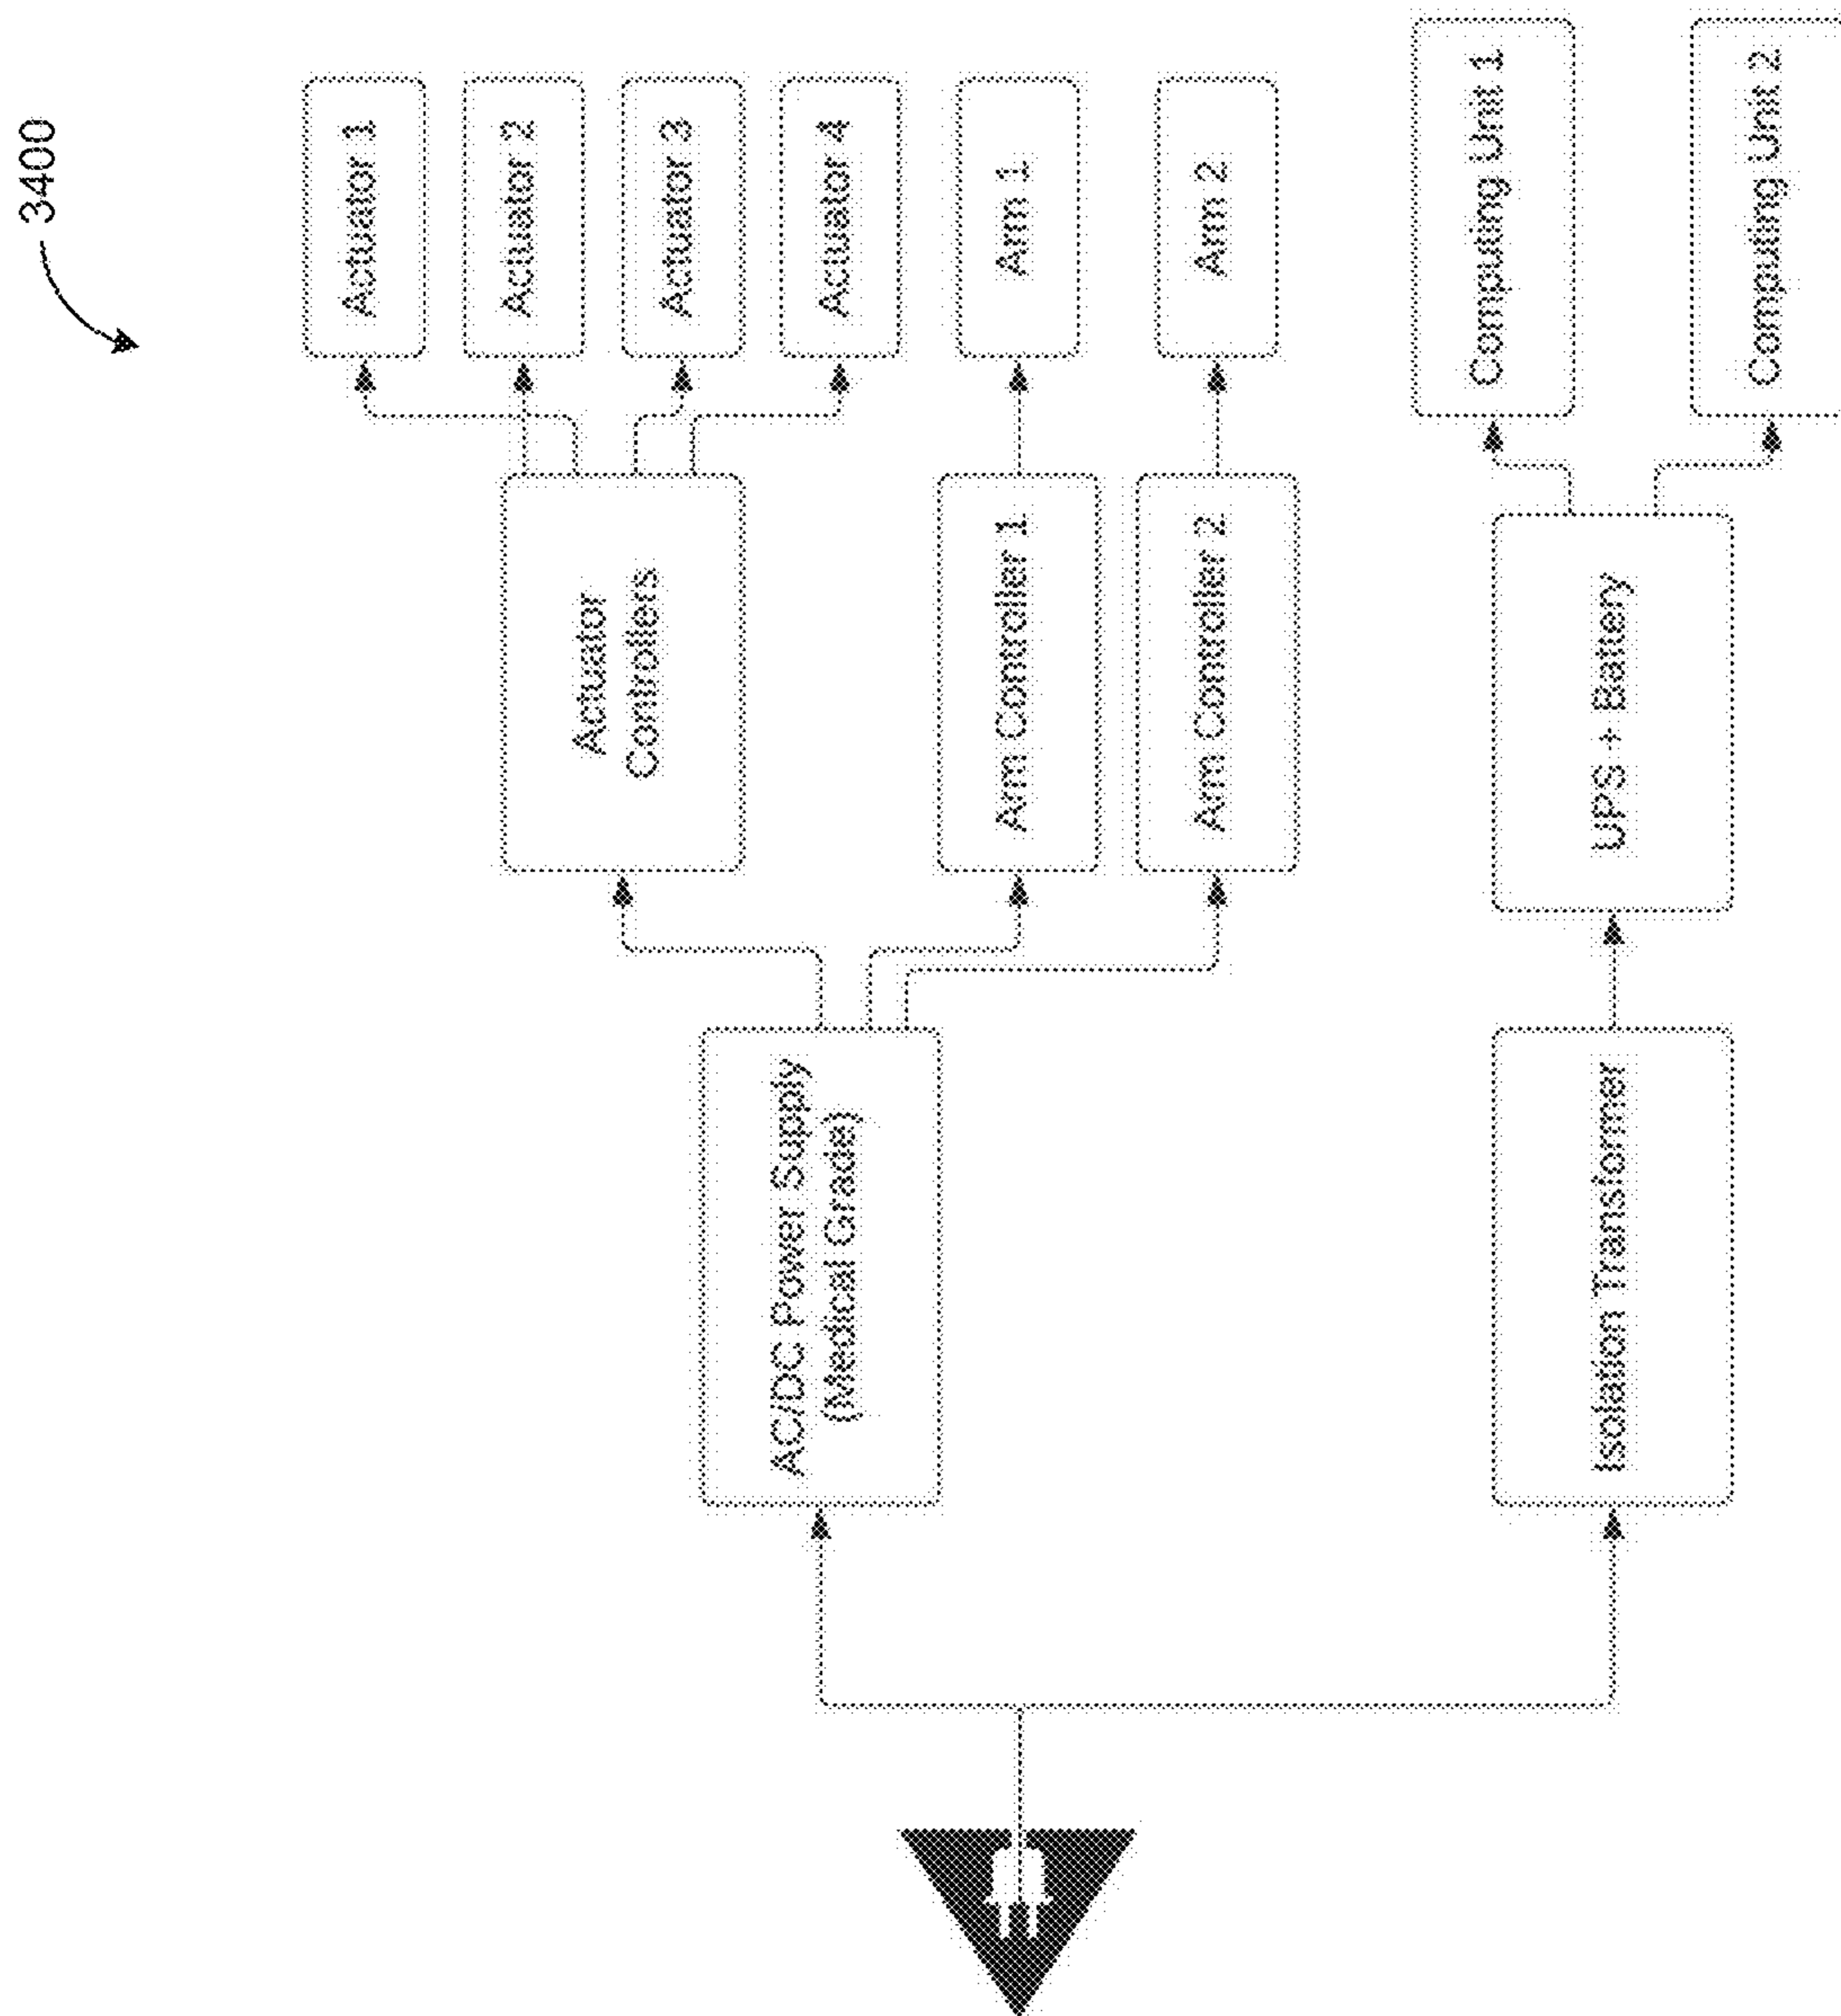 3400
Actuator 1
Actuator 2
Actuator 3
Actuator 4
Arm 1
Arm 2
Computing Unit 1
Computing Unit 2
Actuator
Controllers
Arm Controller 1
Arm Controller 2
UPS + Battery
AC/DC Power Supply
(Medical Grade)
Isolation Transformer